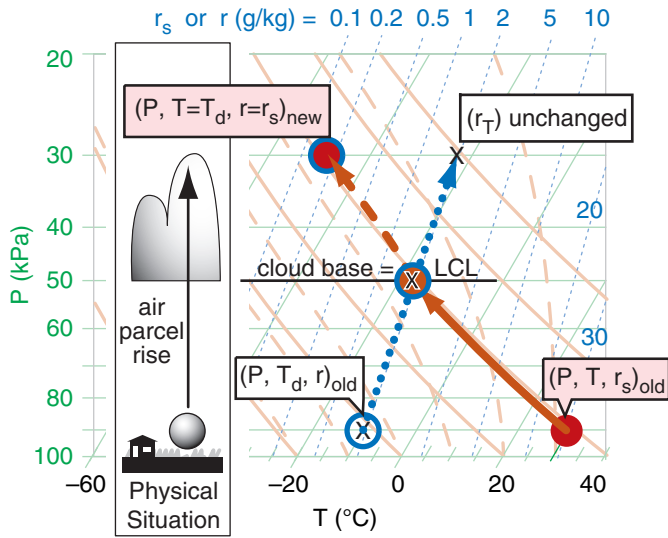 r_s or r (g/kg) = 0.1 0.2 0.5 1 2 5 10
20
(P, T=T_d, r=r_s)_new
(r_T) unchanged
X
30
20
P (kPa)
40
cloud base = X LCL
50
air
parcel
rise
60
30
(P, T_d, r)_old
(P, T, r_s)_old
80
X
100
–60 –20 0 20 40
Physical
Situation
T (°C)